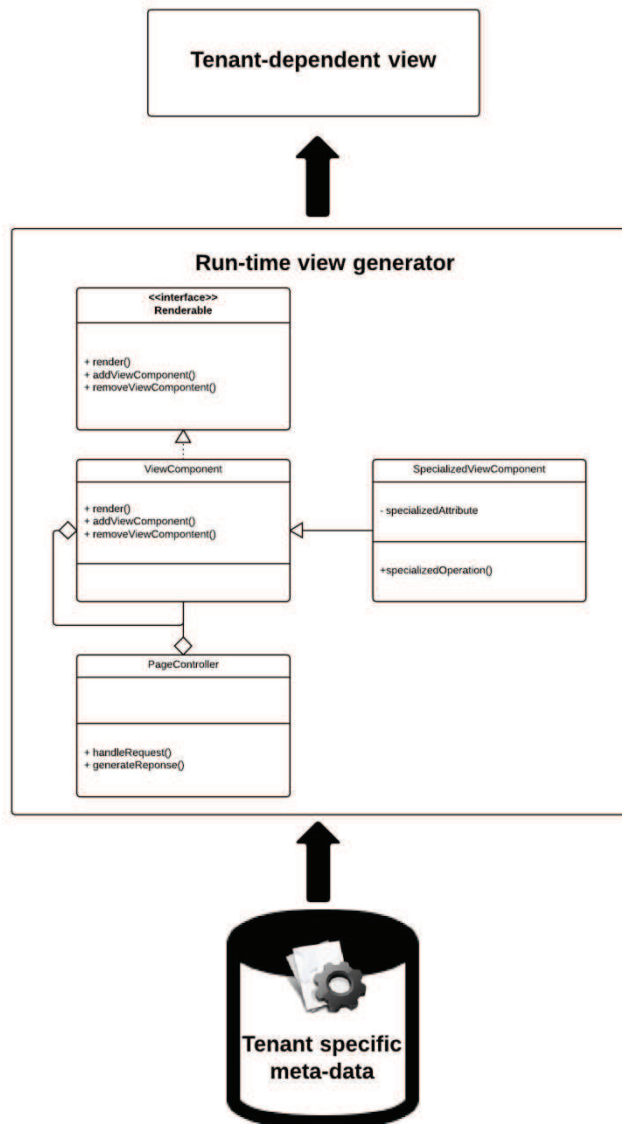 Tenant-dependent view
Run-time view generator
<<interface>>
Renderable
+ render()
+ addViewComponent()
+ removeViewCompontent()
ViewComponent
+ render()
+ addViewComponent()
+ removeViewCompontent()
SpecializedViewComponent
- specializedAttribute
+specializedOperation()
PageController
+ handleRequest()
+ generateReponse()
Tenant specific
meta-data